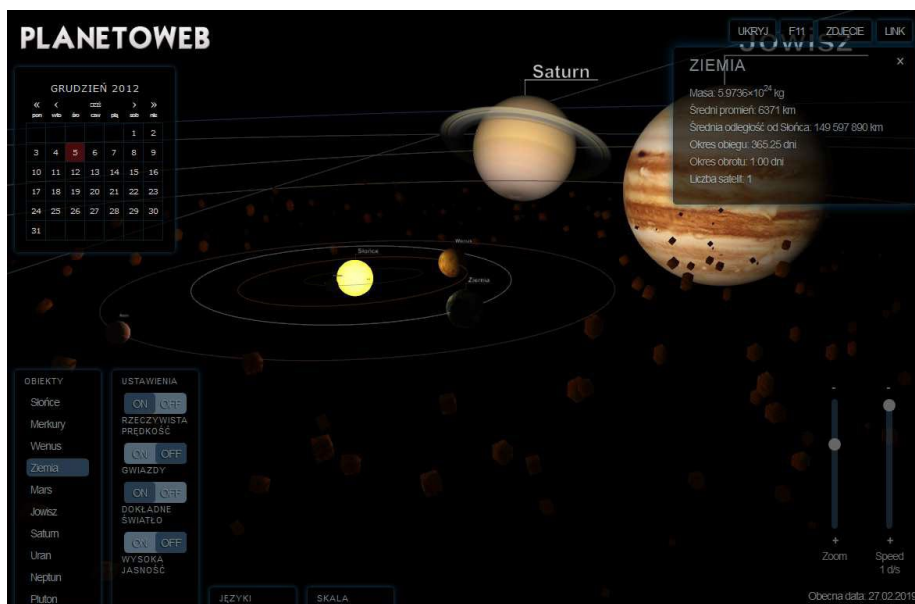 PLANETOWEB
UKRYJ F11 ZDJĘCIE LINK
JOWISZ
ZIEMIA x
Masa: 5.9736×10²⁴ kg
Średni promień: 6371 km
Średnia odległość od Słońca: 149 597 890 km
Okres obiegu: 365.25 dni
Okres obrotu: 1.00 dni
Liczba satelit: 1
GRUDZIEŃ 2012
« ‹ › »
pon wto śro czw pią sob nie
1 2
3 4 5 6 7 8 9
10 11 12 13 14 15 16
17 18 19 20 21 22 23
24 25 26 27 28 29 30
31
Saturn
Słońce
Wenus
Ziemia
OBIEKTY
Słońce
Merkury
Wenus
Ziemia
Mars
Jowisz
Saturn
Uran
Neptun
Pluton
USTAWIENIA
ON OFF
RZECZYWISTA
PRĘDKOŚĆ
ON OFF
GWIAZDY
ON OFF
DOKŁADNE
ŚWIATŁO
ON OFF
WYSOKA
JASNOŚĆ
JĘZYKI
SKALA
- -
+ +
Zoom Speed
1 d/s
Obecna data: 27.02.2019